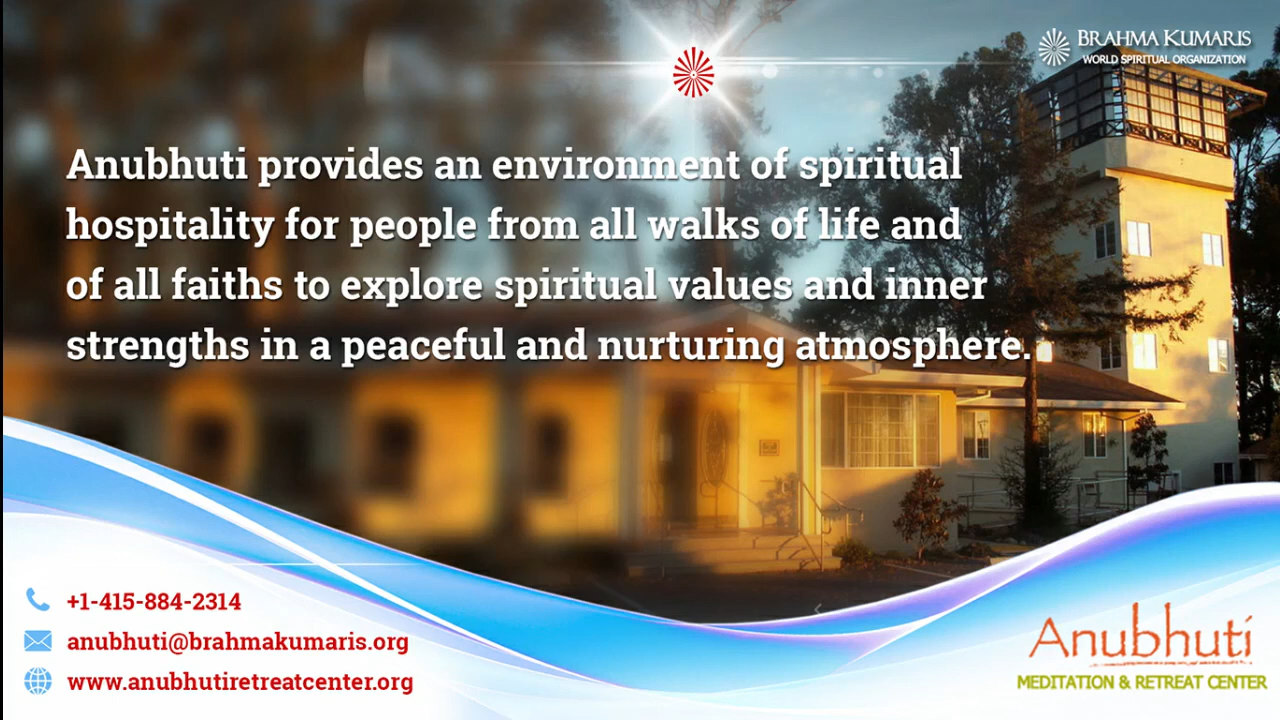 BRAHMA KUMARIS
WORLD SPIRITUAL ORGANIZATION
Anubhuti provides an environment of spiritual
hospitality for people from all walks of life and
of all faiths to explore spiritual values and inner
strengths in a peaceful and nurturing atmosphere.
+1-415-884-2314
anubhuti@brahmakumaris.org
www.anubhutiretreatcenter.org
Anubhuti
MEDITATION & RETREAT CENTER